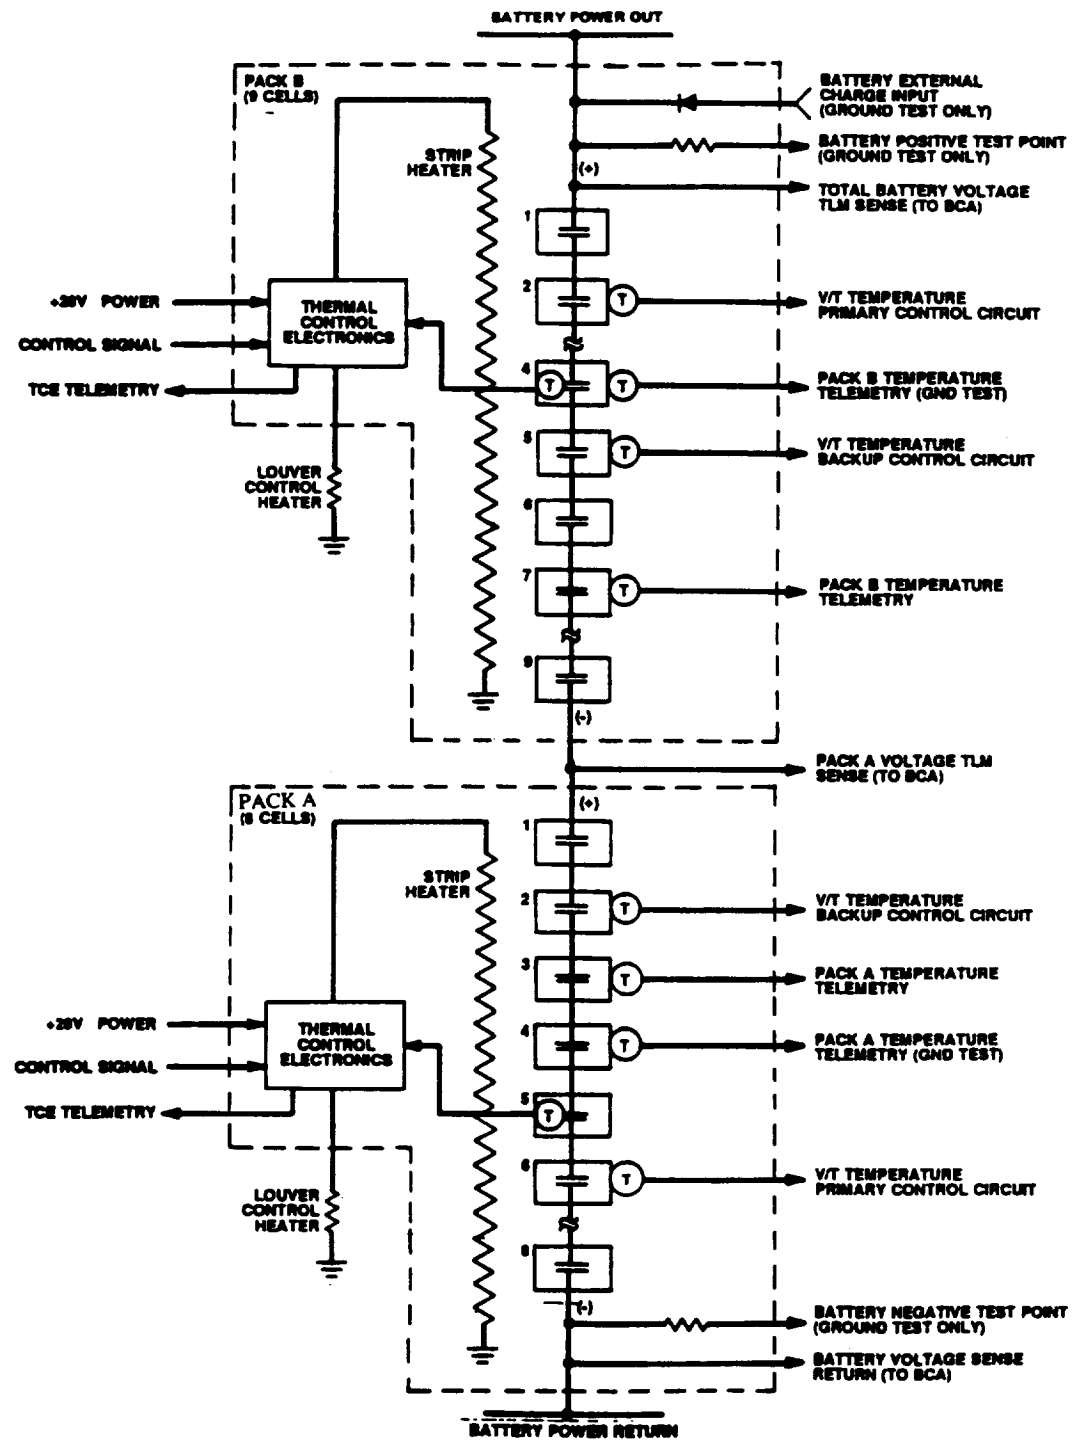 BATTERY POWER OUT
PACK B
(9 CELLS)
BATTERY EXTERNAL
CHARGE INPUT
(GROUND TEST ONLY)
BATTERY POSITIVE TEST POINT
(GROUND TEST ONLY)
STRIP
HEATER
(+)
TOTAL BATTERY VOLTAGE
TLM SENSE (TO BCA)
1
2
T
V/T TEMPERATURE
PRIMARY CONTROL CIRCUIT
+28V POWER
CONTROL SIGNAL
TCE TELEMETRY
THERMAL
CONTROL
ELECTRONICS
4
T
T
PACK B TEMPERATURE
TELEMETRY (GND TEST)
5
T
V/T TEMPERATURE
BACKUP CONTROL CIRCUIT
LOUVER
CONTROL
HEATER
6
7
T
PACK B TEMPERATURE
TELEMETRY
9
(-)
PACK A VOLTAGE TLM
SENSE (TO BCA)
PACK A
(8 CELLS)
(+)
1
STRIP
HEATER
2
T
V/T TEMPERATURE
BACKUP CONTROL CIRCUIT
3
T
PACK A TEMPERATURE
TELEMETRY
+28V POWER
CONTROL SIGNAL
TCE TELEMETRY
THERMAL
CONTROL
ELECTRONICS
4
T
PACK A TEMPERATURE
TELEMETRY (GND TEST)
5
T
6
T
V/T TEMPERATURE
PRIMARY CONTROL CIRCUIT
LOUVER
CONTROL
HEATER
8
(-)
BATTERY NEGATIVE TEST POINT
(GROUND TEST ONLY)
BATTERY VOLTAGE SENSE
RETURN (TO BCA)
BATTERY POWER RETURN